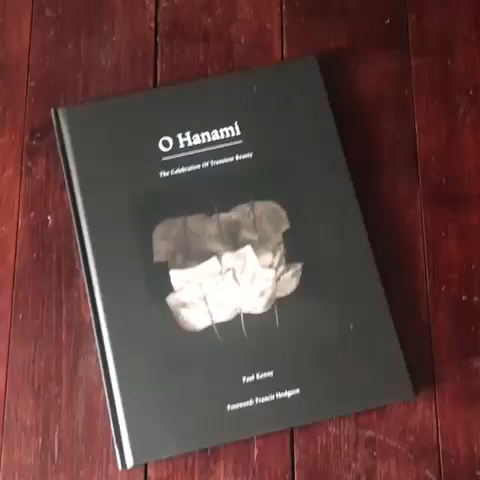 O Hanami
The Celebration Of Transient Beauty
Paul Kenny
Foreword: Francis Hodgson